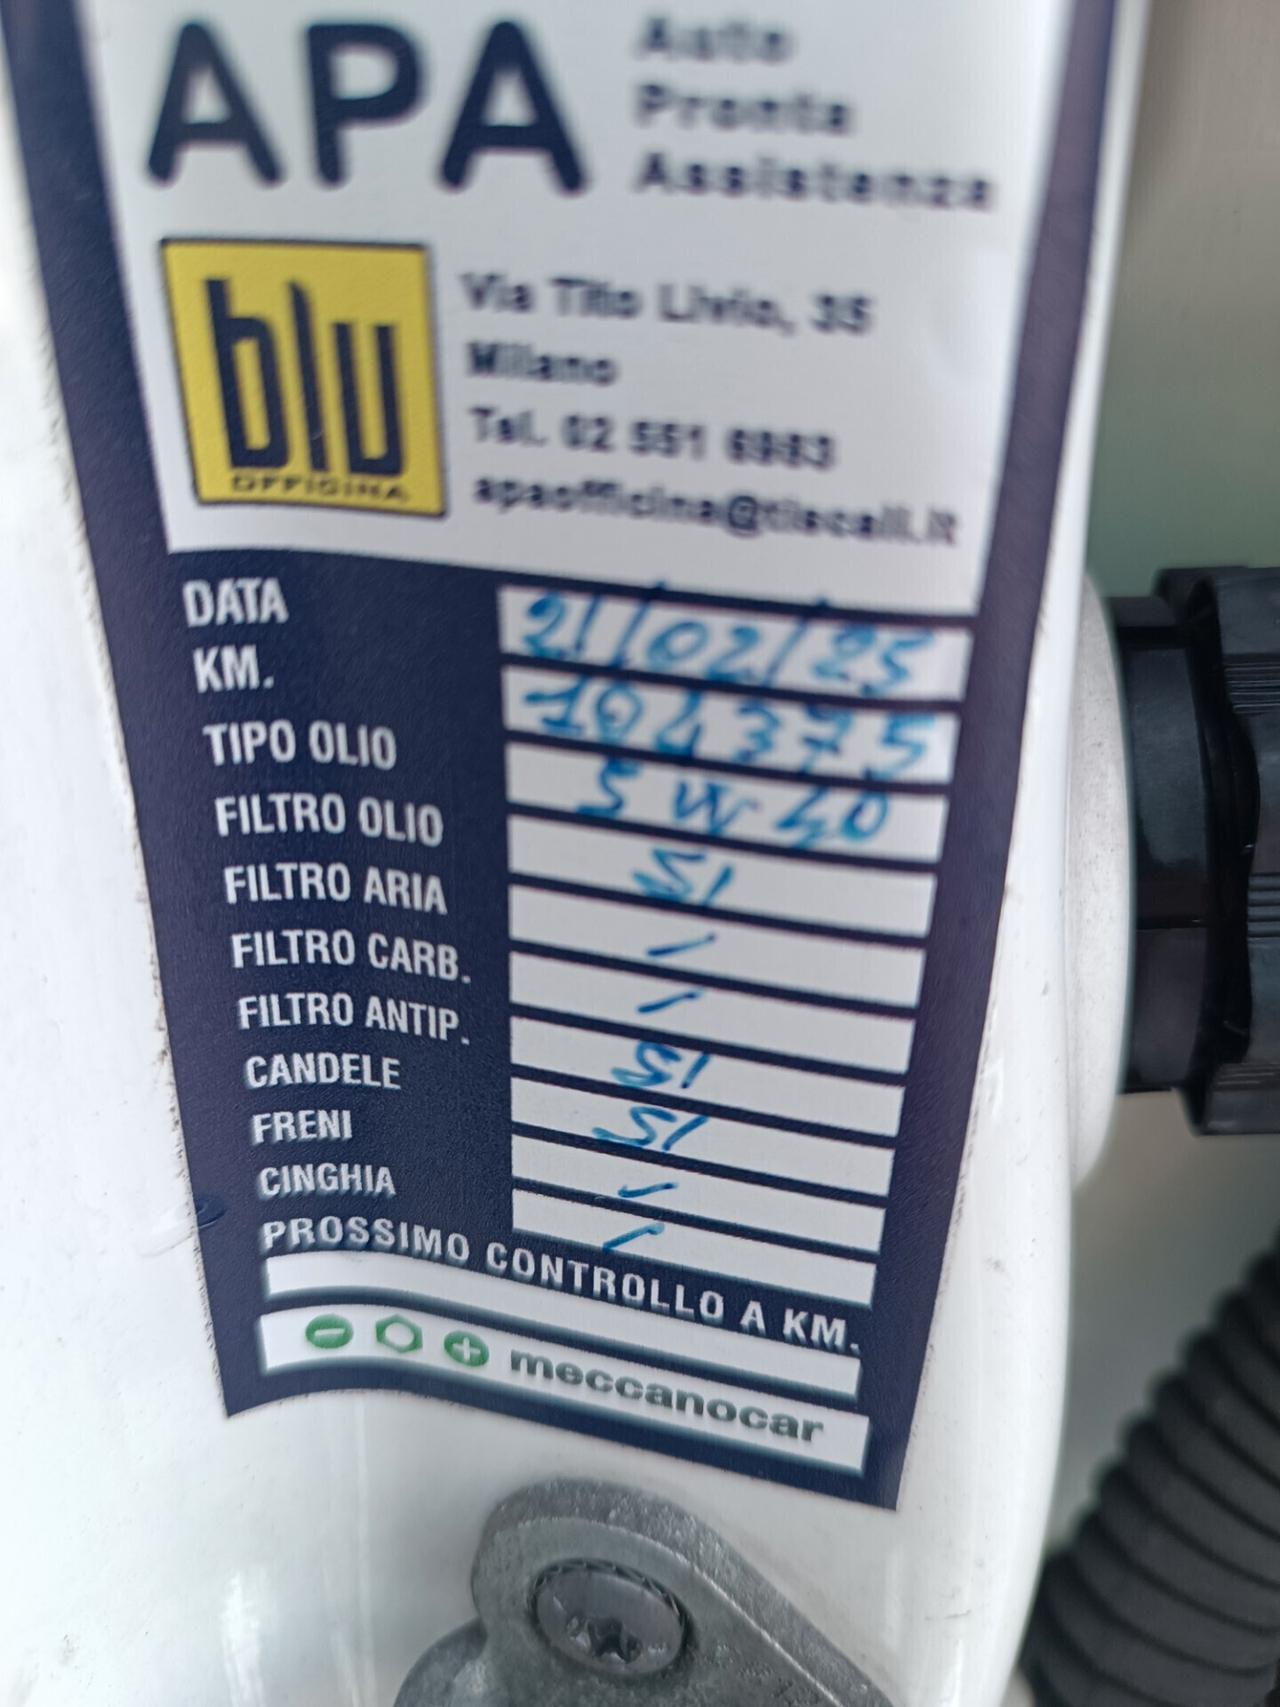 APA
Auto
Pronta
Assistenza
blu
OFFICINA
Via Tito Livio, 35
Milano
Tel. 02 551 6983
apaofficina@tiscali.it
DATA 21/02/25
KM. 104375
TIPO OLIO 5W40
FILTRO OLIO SI
FILTRO ARIA /
FILTRO CARB. /
FILTRO ANTIP. SI
CANDELE SI
FRENI /
CINGHIA /
PROSSIMO CONTROLLO A KM.
meccanocar